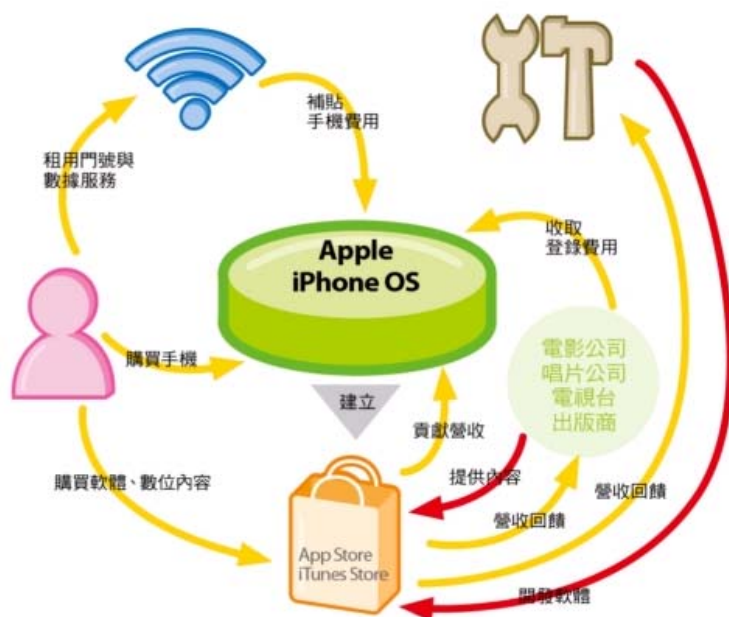 補貼
手機費用
租用門號與
數據服務
收取
登錄費用
Apple
iPhone OS
購買手機
電影公司
唱片公司
電視台
出版商
建立
貢獻營收
購買軟體、數位內容
提供內容
營收回饋
營收回饋
App Store
iTunes Store
開發軟體